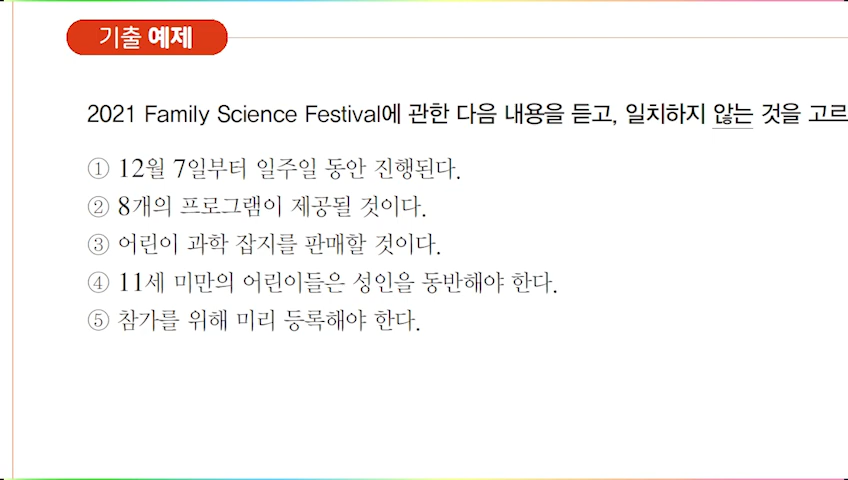 기출 예제
2021 Family Science Festival에 관한 다음 내용을 듣고, 일치하지 않는 것을 고르
① 12월 7일부터 일주일 동안 진행된다.
② 8개의 프로그램이 제공될 것이다.
③ 어린이 과학 잡지를 판매할 것이다.
④ 11세 미만의 어린이들은 성인을 동반해야 한다.
⑤ 참가를 위해 미리 등록해야 한다.